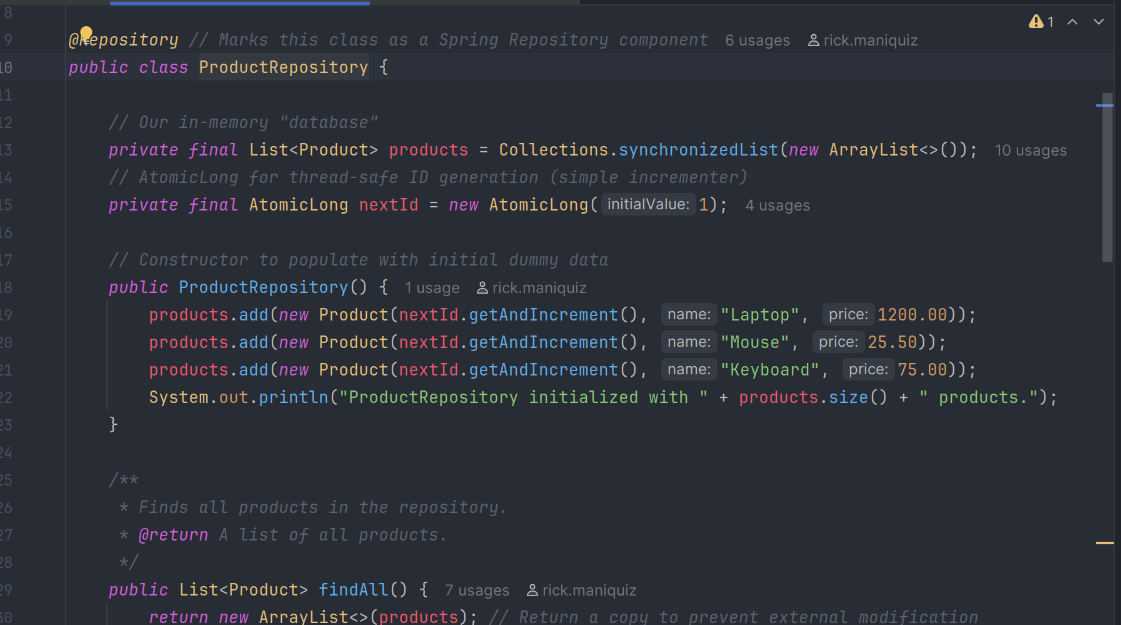 8
9 @Repository // Marks this class as a Spring Repository component 6 usages rick.maniquiz
1
10 public class ProductRepository {
11
12 // Our in-memory "database"
13 private final List<Product> products = Collections.synchronizedList(new ArrayList<>()); 10 usages
14 // AtomicLong for thread-safe ID generation (simple incrementer)
15 private final AtomicLong nextId = new AtomicLong( initialValue: 1); 4 usages
16
17 // Constructor to populate with initial dummy data
18 public ProductRepository() { 1 usage rick.maniquiz
19 products.add(new Product(nextId.getAndIncrement(), name: "Laptop", price: 1200.00));
20 products.add(new Product(nextId.getAndIncrement(), name: "Mouse", price: 25.50));
21 products.add(new Product(nextId.getAndIncrement(), name: "Keyboard", price: 75.00));
22 System.out.println("ProductRepository initialized with " + products.size() + " products.");
23 }
24
25 /**
26 * Finds all products in the repository.
27 * @return A list of all products.
28 */
29 public List<Product> findAll() { 7 usages rick.maniquiz
30 return new ArrayList<>(products); // Return a copy to prevent external modification